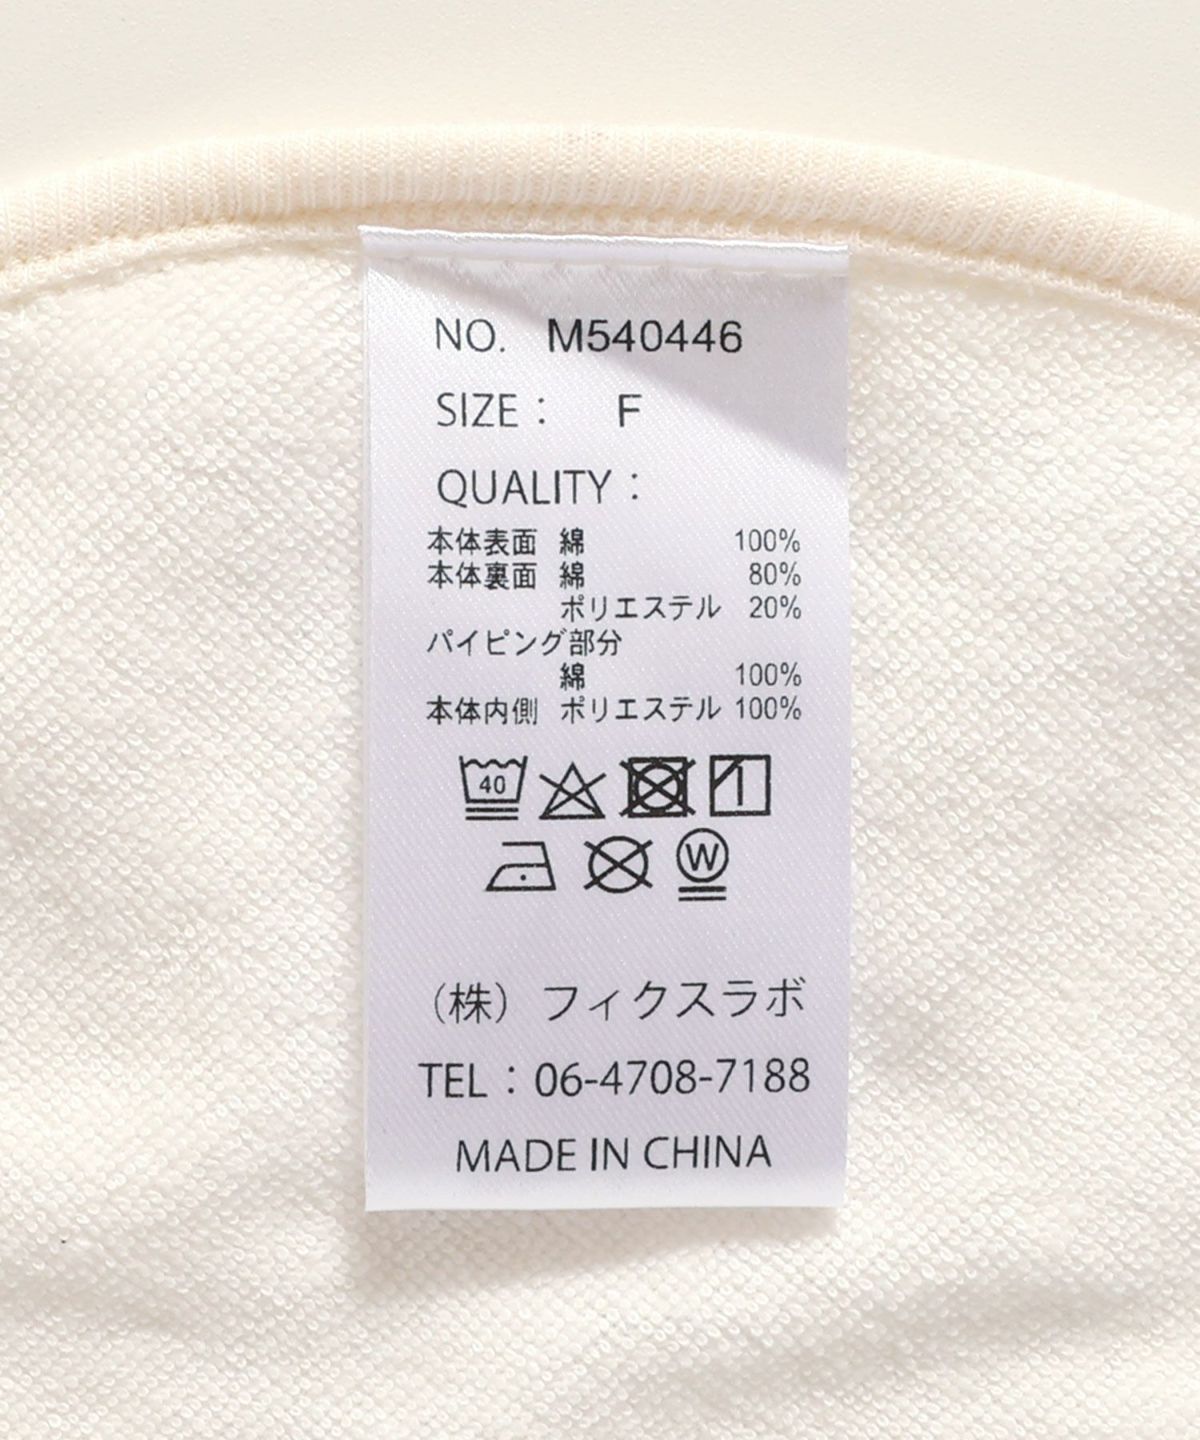 NO. M540446
SIZE： F
QUALITY：
本体表面 綿 100%
本体裏面 綿 80%
ポリエステル 20%
パイピング部分
綿 100%
本体内側 ポリエステル 100%
40
W
（株）フィクスラボ
TEL：06-4708-7188
MADE IN CHINA